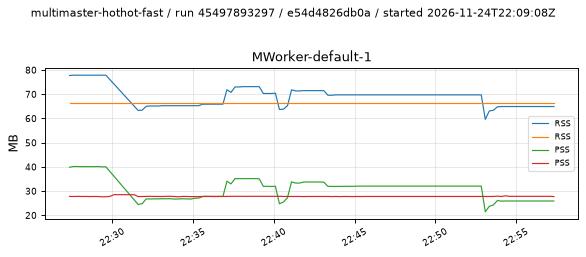 multimaster-hothot-fast / run 45497893297 / e54d4826db0a / started 2026-11-24T22:09:08Z
MWorker-default-1
80
70
60
50
40
30
20
MB
RSS
RSS
PSS
PSS
22:30
22:35
22:40
22:45
22:50
22:55